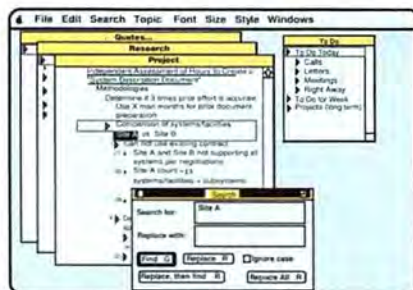 File Edit Search Topic Font Size Style Windows
Quotes...
Research
Project
Independent Assessment of Hours to Create a
"System Description Document"
Methodologies
Determine if 3 times prior effort is accurate
Use X man months for prior document
preparation
Comparison of systems/facilities
Site A vs Site B
Can not use existing contract
Site A and Site B not supporting all
systems per negotiations
Site A count =
systems/facilities + subsystems
To Do
To Do Today
Calls
Letters
Meetings
Right Away
To Do for Week
Projects (long term)
Search
Search for: Site A
Replace with:
Find G Replace R Ignore case
Replace, then find R Replace All R